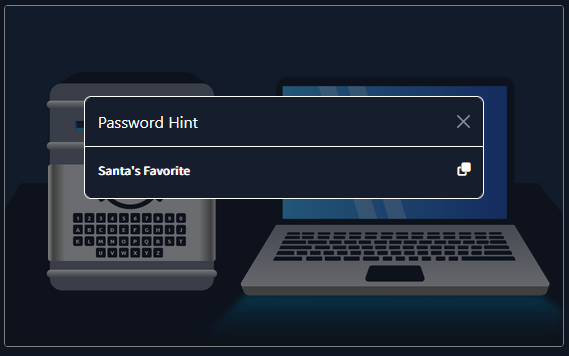 Password Hint
Santa's Favorite
1 2 3 4 5 6 7 8 9 0
A B C D E F G H I J
K L M N O P Q R S T
U V W X Y Z